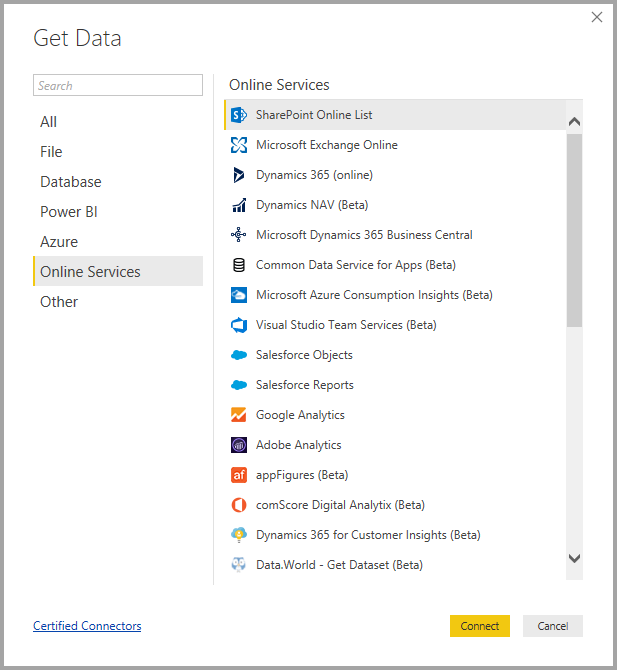 Get Data
Search
All
File
Database
Power BI
Azure
Online Services
Other
Online Services
SharePoint Online List
Microsoft Exchange Online
Dynamics 365 (online)
Dynamics NAV (Beta)
Microsoft Dynamics 365 Business Central
Common Data Service for Apps (Beta)
Microsoft Azure Consumption Insights (Beta)
Visual Studio Team Services (Beta)
Salesforce Objects
Salesforce Reports
Google Analytics
Adobe Analytics
appFigures (Beta)
comScore Digital Analytix (Beta)
Dynamics 365 for Customer Insights (Beta)
Data.World - Get Dataset (Beta)
Certified Connectors
Connect
Cancel